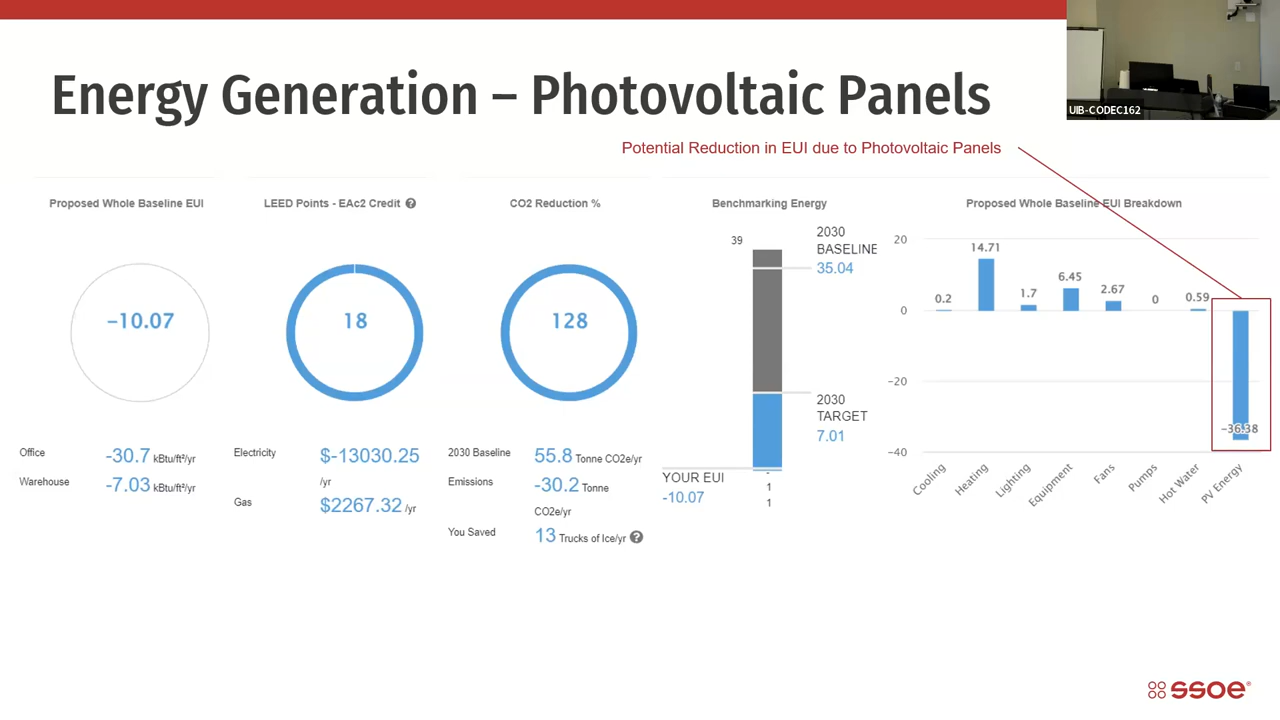 Energy Generation – Photovoltaic Panels
UIB-CODEC162
Potential Reduction in EUI due to Photovoltaic Panels
Proposed Whole Baseline EUI
-10.07
Office
-30.7 kBtu/ft²/yr
Warehouse
-7.03 kBtu/ft²/yr
LEED Points - EAc2 Credit ?
18
Electricity
$-13030.25
/yr
Gas
$2267.32 /yr
CO2 Reduction %
128
2030 Baseline
55.8 Tonne CO2e/yr
Emissions
-30.2 Tonne
CO2e/yr
You Saved
13 Trucks of Ice/yr ?
Benchmarking Energy
39
2030
BASELINE
35.04
2030
TARGET
7.01
YOUR EUI
-10.07
-
1
1
Proposed Whole Baseline EUI Breakdown
20
0
−20
−40
0.2
14.71
1.7
6.45
2.67
0
0.59
−36.38
Cooling
Heating
Lighting
Equipment
Fans
Pumps
Hot Water
PV Energy
ssoe®